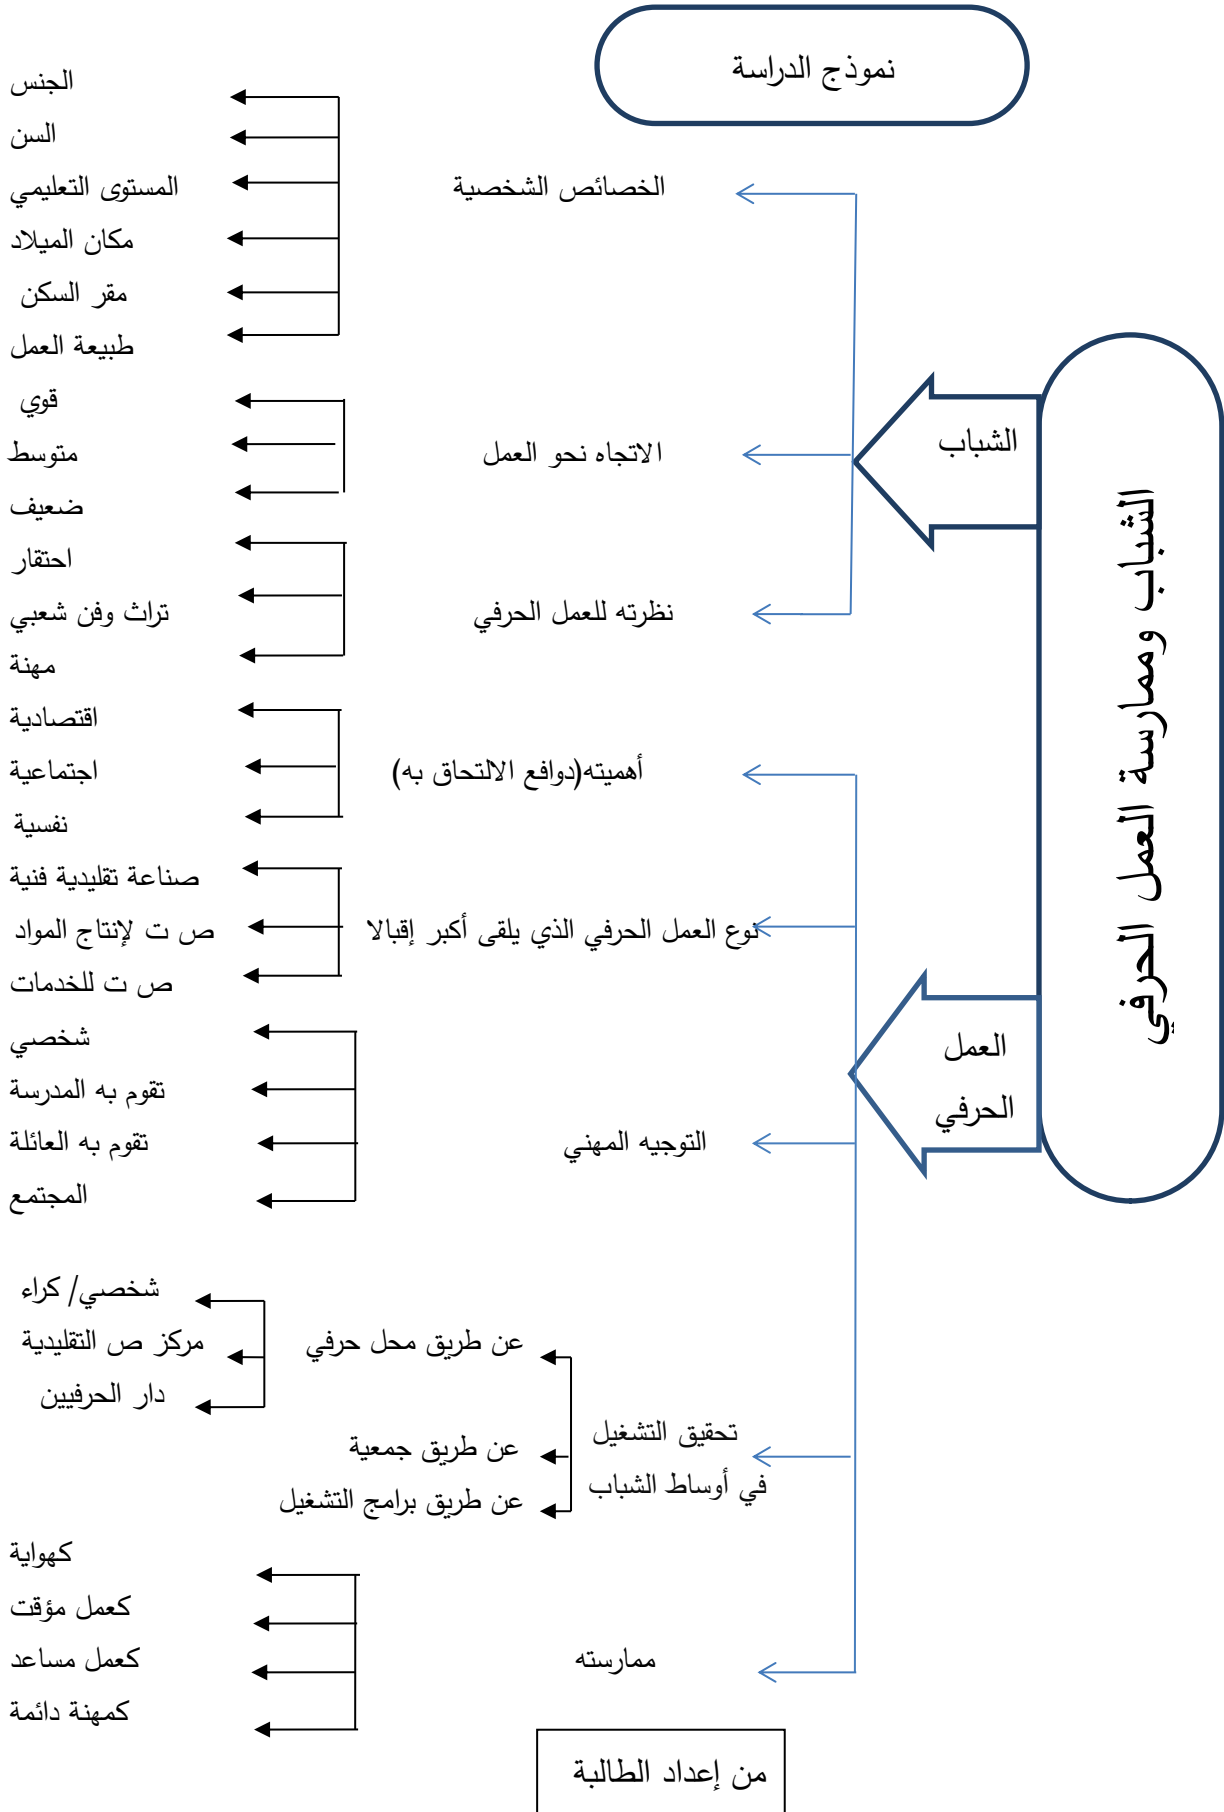 نموذج الدراسة
الشباب وممارسة العمل الحرفي
الشباب
الخصائص الشخصية
الجنس
السن
المستوى التعليمي
مكان الميلاد
مقر السكن
طبيعة العمل
الاتجاه نحو العمل
قوي
متوسط
ضعيف
نظرته للعمل الحرفي
احتقار
تراث وفن شعبي
مهنة
العمل
الحرفي
أهميته(دوافع الالتحاق به)
اقتصادية
اجتماعية
نفسية
نوع العمل الحرفي الذي يلقى أكبر إقبالا
صناعة تقليدية فنية
ص ت لإنتاج المواد
ص ت للخدمات
التوجيه المهني
شخصي
تقوم به المدرسة
تقوم به العائلة
المجتمع
تحقيق التشغيل
في أوساط الشباب
عن طريق محل حرفي
شخصي/ كراء
مركز ص التقليدية
دار الحرفيين
عن طريق جمعية
عن طريق برامج التشغيل
ممارسته
كهواية
كعمل مؤقت
كعمل مساعد
كمهنة دائمة
من إعداد الطالبة